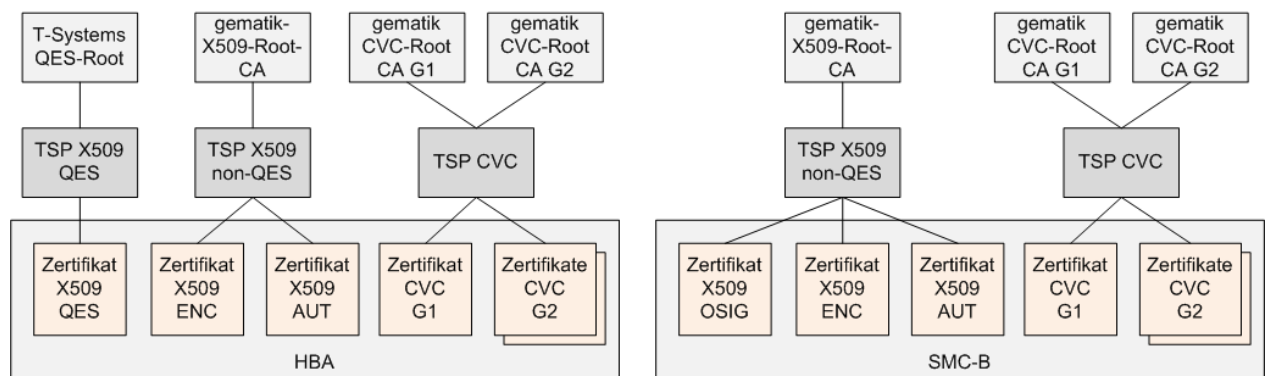 T-Systems
QES-Root
gematik-
X509-Root-
CA
gematik
CVC-Root
CA G1
gematik
CVC-Root
CA G2
gematik-
X509-Root-
CA
gematik
CVC-Root
CA G1
gematik
CVC-Root
CA G2
TSP X509
QES
TSP X509
non-QES
TSP CVC
TSP X509
non-QES
TSP CVC
Zertifikat
X509
QES
Zertifikat
X509
ENC
Zertifikat
X509
AUT
Zertifikat
CVC
G1
Zertifikate
CVC
G2
HBA
Zertifikat
X509
OSIG
Zertifikat
X509
ENC
Zertifikat
X509
AUT
Zertifikat
CVC
G1
Zertifikate
CVC
G2
SMC-B